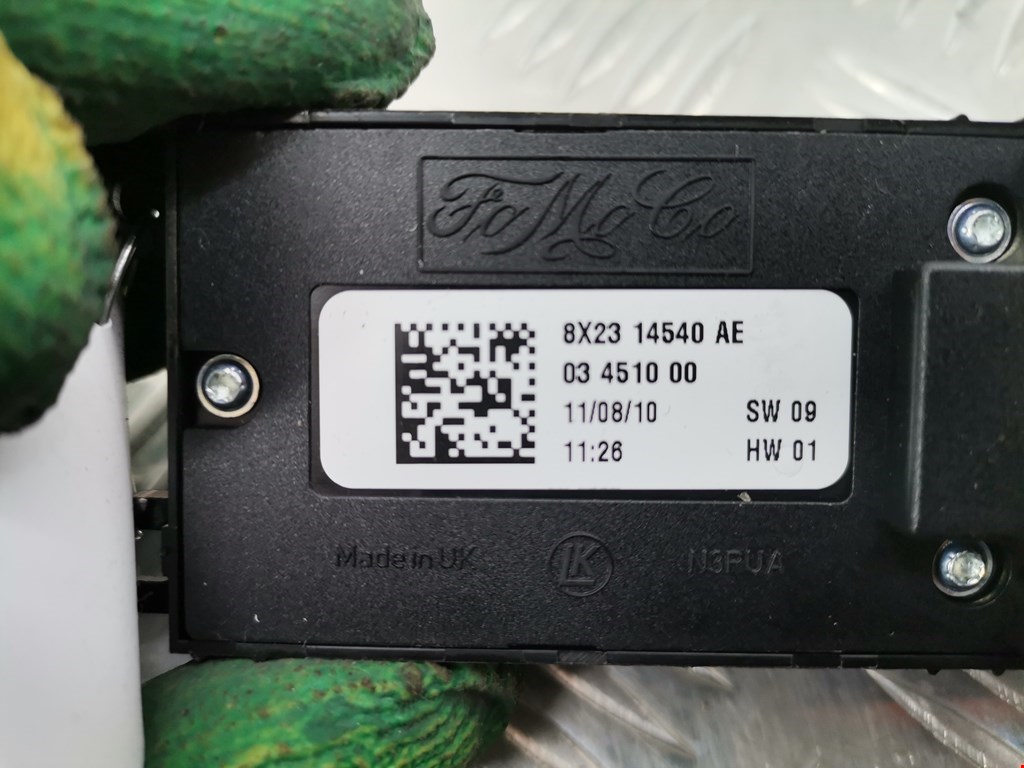 FoMoCo
8X23 14540 AE
03 4510 00
11/08/10 SW 09
11:26 HW 01
Made in UK LK N3PUA